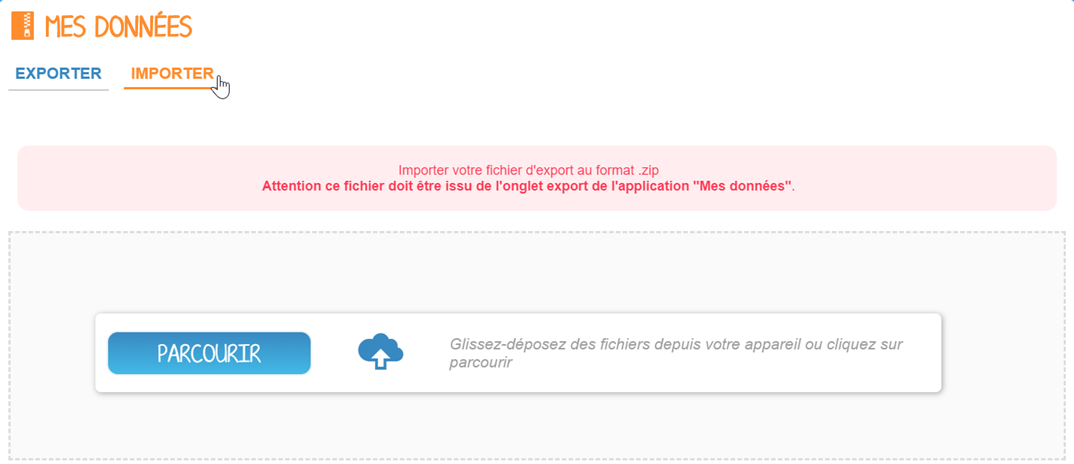 MES DONNÉES
EXPORTER IMPORTER
Importer votre fichier d'export au format .zip
Attention ce fichier doit être issu de l'onglet export de l'application "Mes données".
PARCOURIR
Glissez-déposez des fichiers depuis votre appareil ou cliquez sur
parcourir